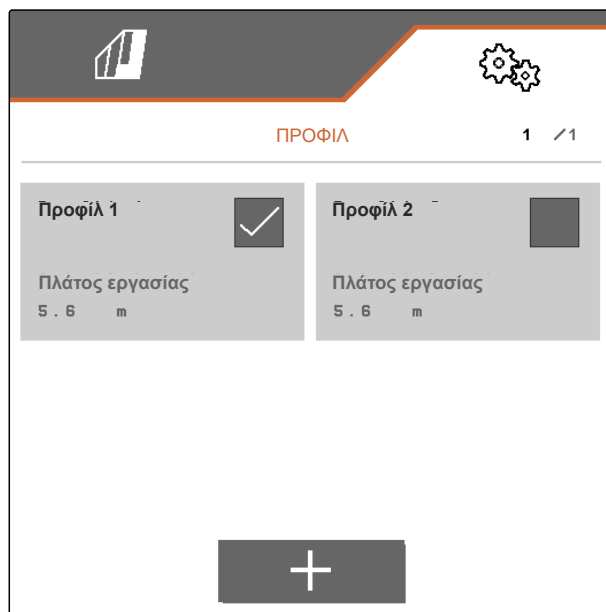 ΠΡΟΦΙΛ 1 /1
Προφίλ 1 Προφίλ 2
Πλάτος εργασίας Πλάτος εργασίας
5.6 m 5.6 m